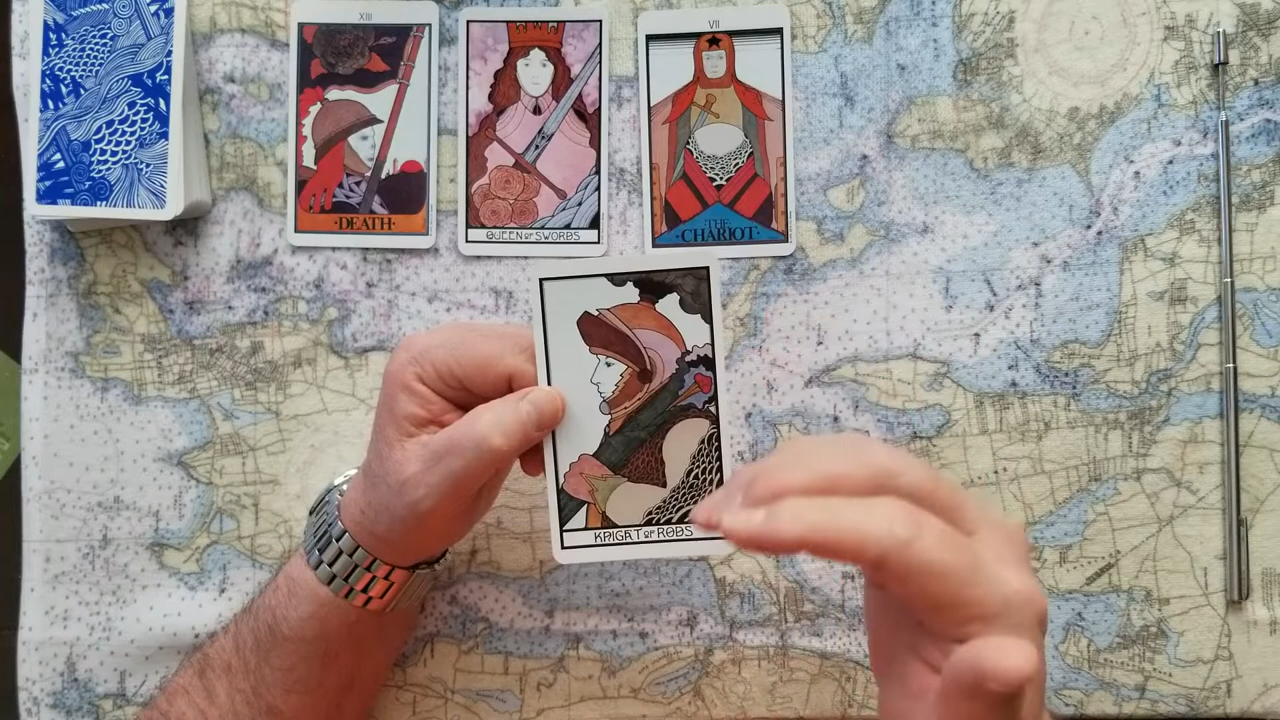 XIII
·DEATH·
QUEEN OF SWORDS
VII
·THE·
·CHARIOT·
KNIGHT OF RODS